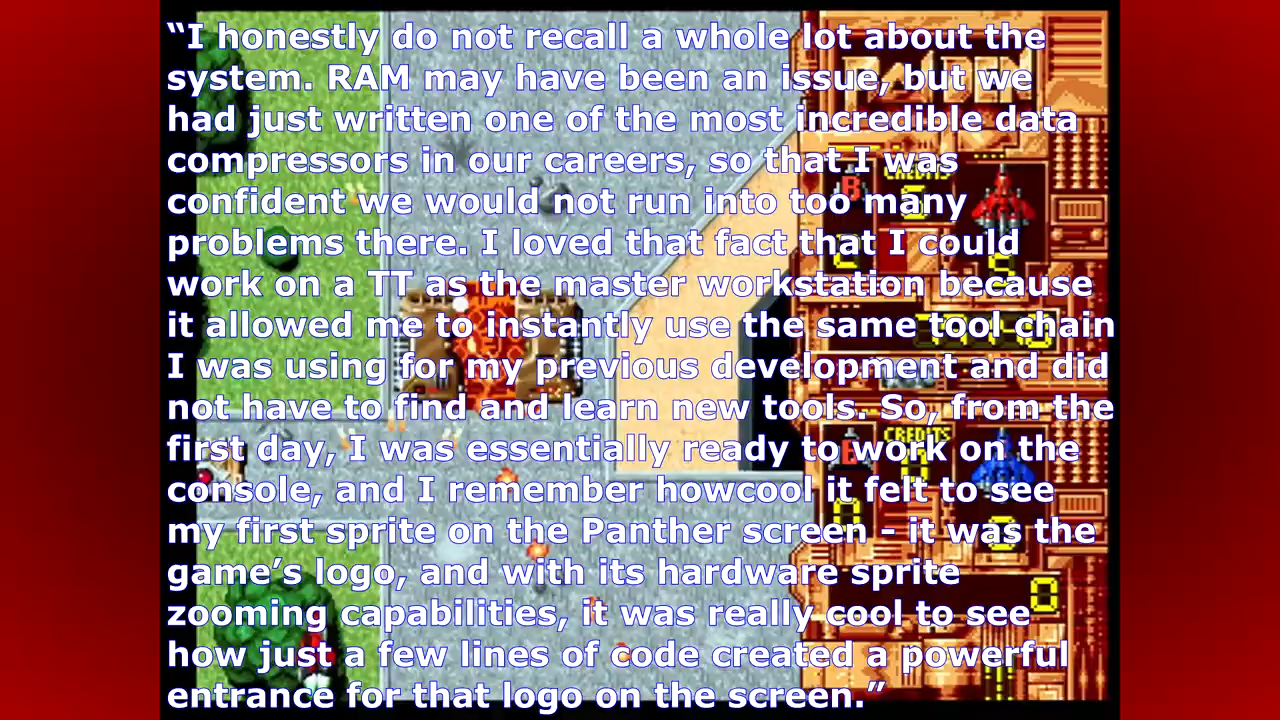 “I honestly do not recall a whole lot about the
system. RAM may have been an issue, but we
had just written one of the most incredible data
compressors in our careers, so that I was
confident we would not run into too many
problems there. I loved that fact that I could
work on a TT as the master workstation because
it allowed me to instantly use the same tool chain
I was using for my previous development and did
not have to find and learn new tools. So, from the
first day, I was essentially ready to work on the
console, and I remember howcool it felt to see
my first sprite on the Panther screen - it was the
game’s logo, and with its hardware sprite
zooming capabilities, it was really cool to see
how just a few lines of code created a powerful
entrance for that logo on the screen.”
CREDITS
B
CREDITS
B
0
0
0